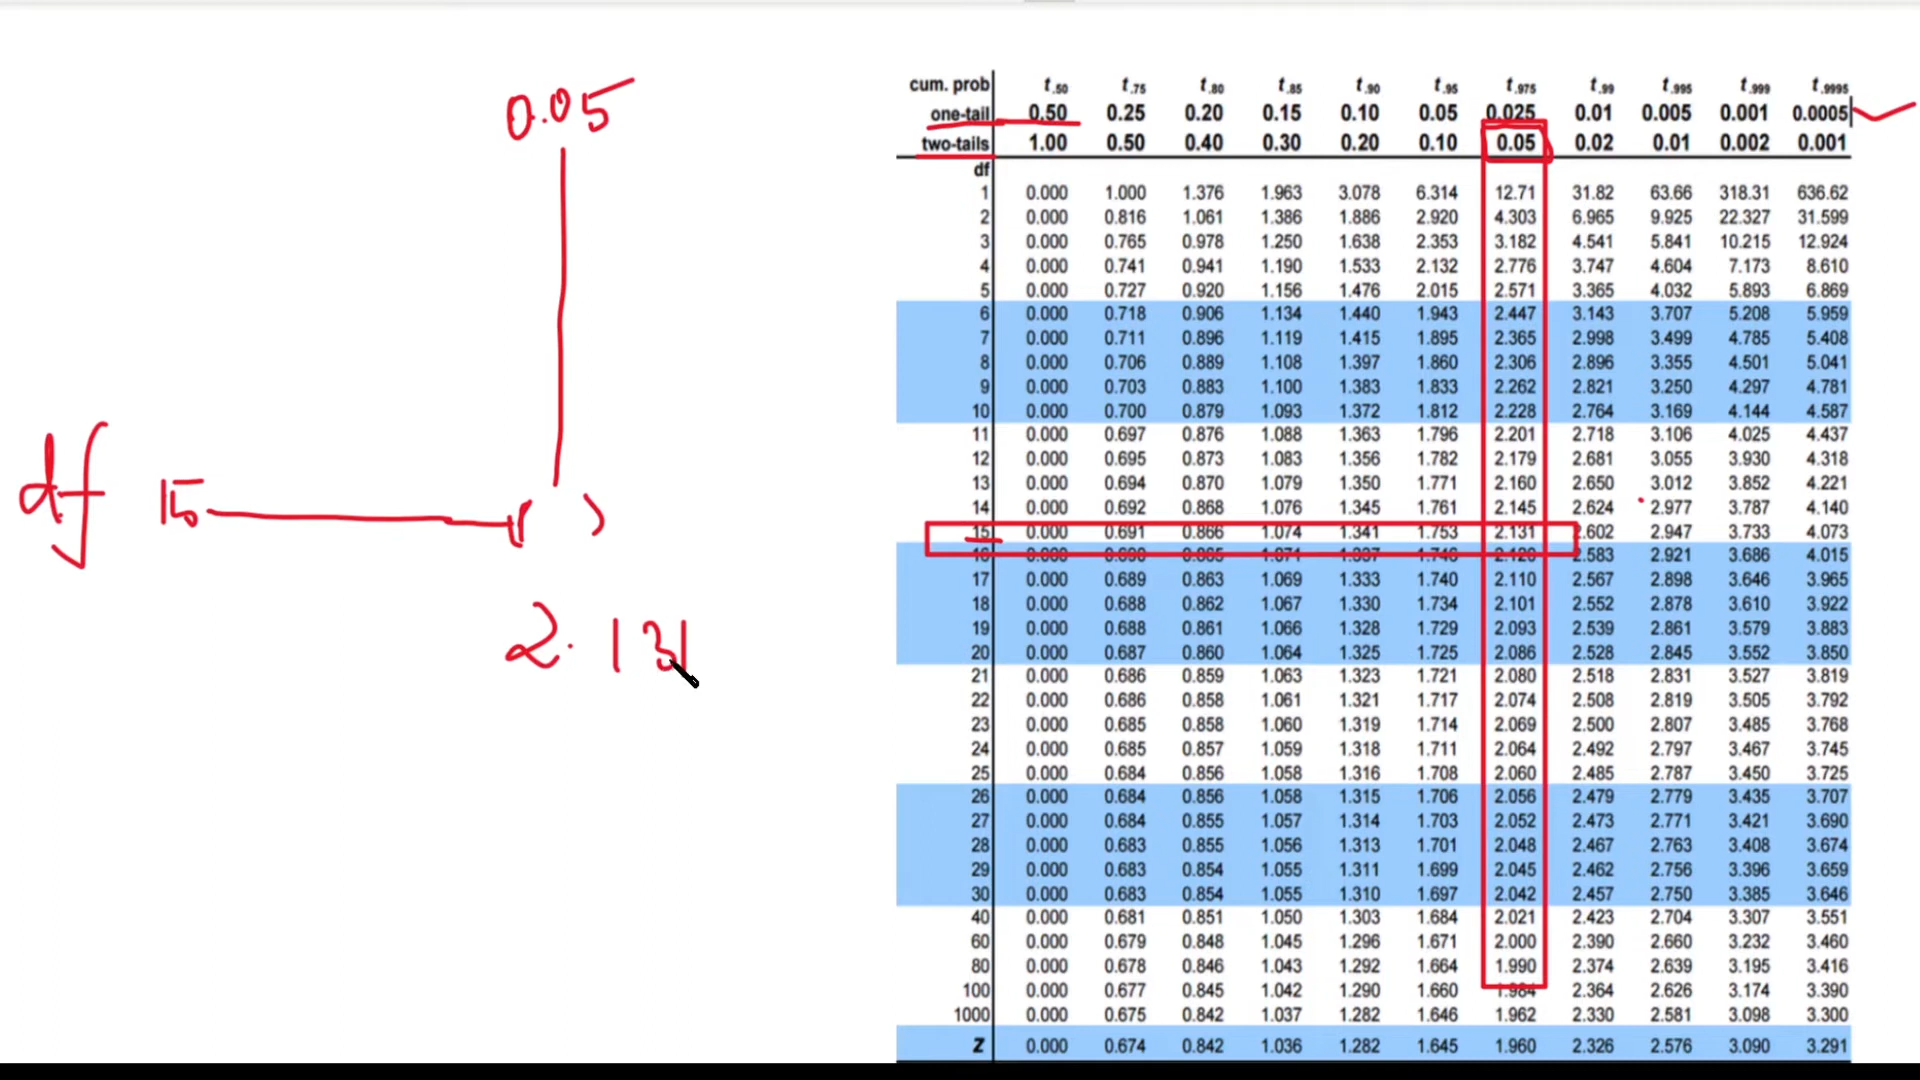 0.05
df 15 ( )
2.131
cum. prob t.50 t.75 t.80 t.85 t.90 t.95 t.975 t.99 t.995 t.999 t.9995
one-tail 0.50 0.25 0.20 0.15 0.10 0.05 0.025 0.01 0.005 0.001 0.0005
two-tails 1.00 0.50 0.40 0.30 0.20 0.10 0.05 0.02 0.01 0.002 0.001
df
1 0.000 1.000 1.376 1.963 3.078 6.314 12.71 31.82 63.66 318.31 636.62
2 0.000 0.816 1.061 1.386 1.886 2.920 4.303 6.965 9.925 22.327 31.599
3 0.000 0.765 0.978 1.250 1.638 2.353 3.182 4.541 5.841 10.215 12.924
4 0.000 0.741 0.941 1.190 1.533 2.132 2.776 3.747 4.604 7.173 8.610
5 0.000 0.727 0.920 1.156 1.476 2.015 2.571 3.365 4.032 5.893 6.869
6 0.000 0.718 0.906 1.134 1.440 1.943 2.447 3.143 3.707 5.208 5.959
7 0.000 0.711 0.896 1.119 1.415 1.895 2.365 2.998 3.499 4.785 5.408
8 0.000 0.706 0.889 1.108 1.397 1.860 2.306 2.896 3.355 4.501 5.041
9 0.000 0.703 0.883 1.100 1.383 1.833 2.262 2.821 3.250 4.297 4.781
10 0.000 0.700 0.879 1.093 1.372 1.812 2.228 2.764 3.169 4.144 4.587
11 0.000 0.697 0.876 1.088 1.363 1.796 2.201 2.718 3.106 4.025 4.437
12 0.000 0.695 0.873 1.083 1.356 1.782 2.179 2.681 3.055 3.930 4.318
13 0.000 0.694 0.870 1.079 1.350 1.771 2.160 2.650 3.012 3.852 4.221
14 0.000 0.692 0.868 1.076 1.345 1.761 2.145 2.624 2.977 3.787 4.140
15 0.000 0.691 0.866 1.074 1.341 1.753 2.131 2.602 2.947 3.733 4.073
16 0.000 0.690 0.865 1.071 1.337 1.746 2.120 2.583 2.921 3.686 4.015
17 0.000 0.689 0.863 1.069 1.333 1.740 2.110 2.567 2.898 3.646 3.965
18 0.000 0.688 0.862 1.067 1.330 1.734 2.101 2.552 2.878 3.610 3.922
19 0.000 0.688 0.861 1.066 1.328 1.729 2.093 2.539 2.861 3.579 3.883
20 0.000 0.687 0.860 1.064 1.325 1.725 2.086 2.528 2.845 3.552 3.850
21 0.000 0.686 0.859 1.063 1.323 1.721 2.080 2.518 2.831 3.527 3.819
22 0.000 0.686 0.858 1.061 1.321 1.717 2.074 2.508 2.819 3.505 3.792
23 0.000 0.685 0.858 1.060 1.319 1.714 2.069 2.500 2.807 3.485 3.768
24 0.000 0.685 0.857 1.059 1.318 1.711 2.064 2.492 2.797 3.467 3.745
25 0.000 0.684 0.856 1.058 1.316 1.708 2.060 2.485 2.787 3.450 3.725
26 0.000 0.684 0.856 1.058 1.315 1.706 2.056 2.479 2.779 3.435 3.707
27 0.000 0.684 0.855 1.057 1.314 1.703 2.052 2.473 2.771 3.421 3.690
28 0.000 0.683 0.855 1.056 1.313 1.701 2.048 2.467 2.763 3.408 3.674
29 0.000 0.683 0.854 1.055 1.311 1.699 2.045 2.462 2.756 3.396 3.659
30 0.000 0.683 0.854 1.055 1.310 1.697 2.042 2.457 2.750 3.385 3.646
40 0.000 0.681 0.851 1.050 1.303 1.684 2.021 2.423 2.704 3.307 3.551
60 0.000 0.679 0.848 1.045 1.296 1.671 2.000 2.390 2.660 3.232 3.460
80 0.000 0.678 0.846 1.043 1.292 1.664 1.990 2.374 2.639 3.195 3.416
100 0.000 0.677 0.845 1.042 1.290 1.660 1.984 2.364 2.626 3.174 3.390
1000 0.000 0.675 0.842 1.037 1.282 1.646 1.962 2.330 2.581 3.098 3.300
Z 0.000 0.674 0.842 1.036 1.282 1.645 1.960 2.326 2.576 3.090 3.291